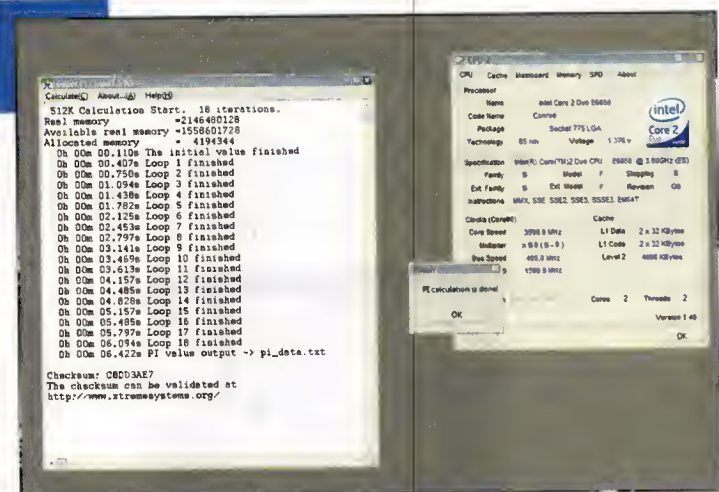 Calculate(C) About...(A) Help(H)
512K Calculation Start. 18 iterations.
Real memory =2146480128
Available real memory =1558601728
Allocated memory = 4194344
0h 00m 00.110s The initial value finished
0h 00m 00.407s Loop 1 finished
0h 00m 00.750s Loop 2 finished
0h 00m 01.094s Loop 3 finished
0h 00m 01.438s Loop 4 finished
0h 00m 01.782s Loop 5 finished
0h 00m 02.125s Loop 6 finished
0h 00m 02.453s Loop 7 finished
0h 00m 02.797s Loop 8 finished
0h 00m 03.141s Loop 9 finished
0h 00m 03.469s Loop 10 finished
0h 00m 03.813s Loop 11 finished
0h 00m 04.157s Loop 12 finished
0h 00m 04.485s Loop 13 finished
0h 00m 04.828s Loop 14 finished
0h 00m 05.157s Loop 15 finished
0h 00m 05.485s Loop 16 finished
0h 00m 05.797s Loop 17 finished
0h 00m 06.094s Loop 18 finished
0h 00m 06.422s PI value output -> pi_data.txt
Checksum: C8DD3AE7
The checksum can be validated at
http://www.xtremesystems.org/
PI calculation is done!
OK
CPU Cache Mainboard Memory SPD About
Processor
Name Intel Core 2 Duo E6850
Code Name Conroe
Package Socket 775 LGA
Technology 65 nm Voltage 1.376 v
intel
Core 2
Duo
Specification Intel(R) Core(TM)2 Duo CPU E6850 @ 3.00GHz (ES)
Family 6 Model F Stepping
Ext. Family 6 Ext. Model F Revision G0
Instructions MMX, SSE, SSE2, SSE3, SSSE3, EM64T
Clocks (Core#0) Cache
Core Speed MHz L1 Data 2 x 32 KBytes
Multiplier x 9.0 (6 - 9) L1 Code 2 x 32 KBytes
Bus Speed MHz Level 2 4096 KBytes
MHz
Cores 2 Threads 2
Version 1.40
OK